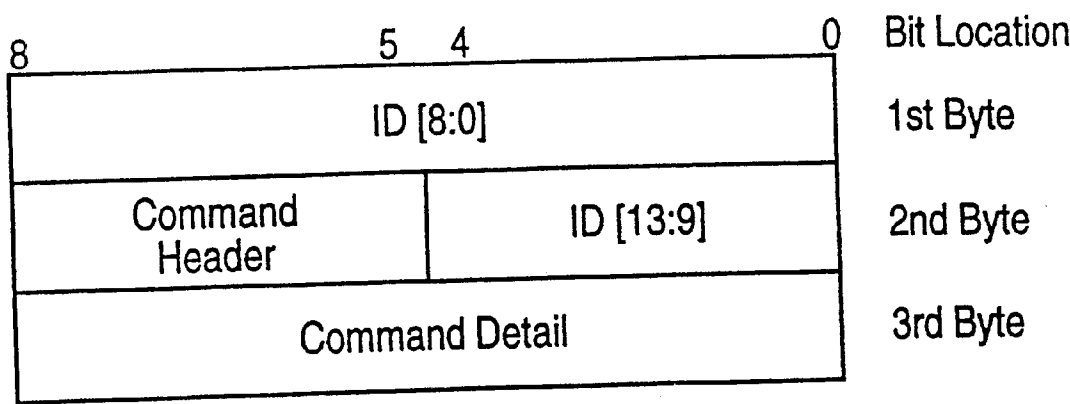 8 5 4 0 Bit Location
ID [8:0] 1st Byte
Command
Header
ID [13:9] 2nd Byte
Command Detail 3rd Byte